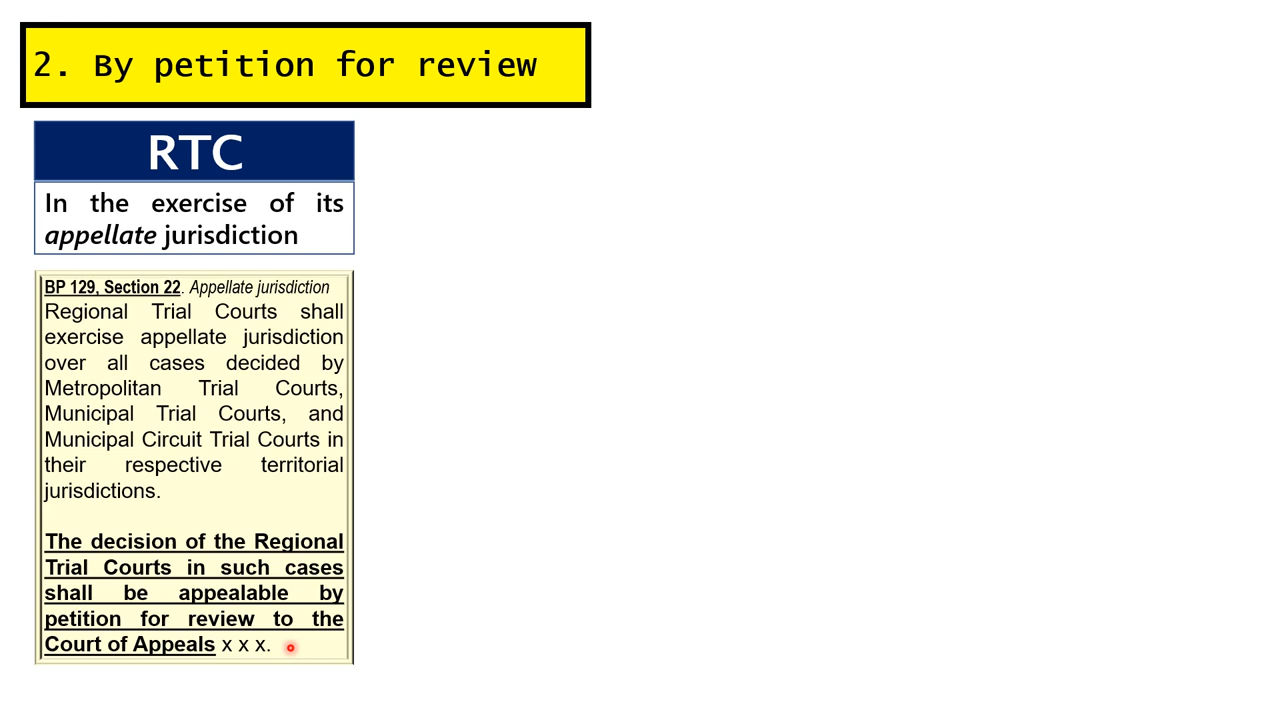 2. By petition for review
RTC
In the exercise of its
appellate jurisdiction
BP 129, Section 22. Appellate jurisdiction
Regional Trial Courts shall
exercise appellate jurisdiction
over all cases decided by
Metropolitan Trial Courts,
Municipal Trial Courts, and
Municipal Circuit Trial Courts in
their respective territorial
jurisdictions.
The decision of the Regional
Trial Courts in such cases
shall be appealable by
petition for review to the
Court of Appeals x x x.